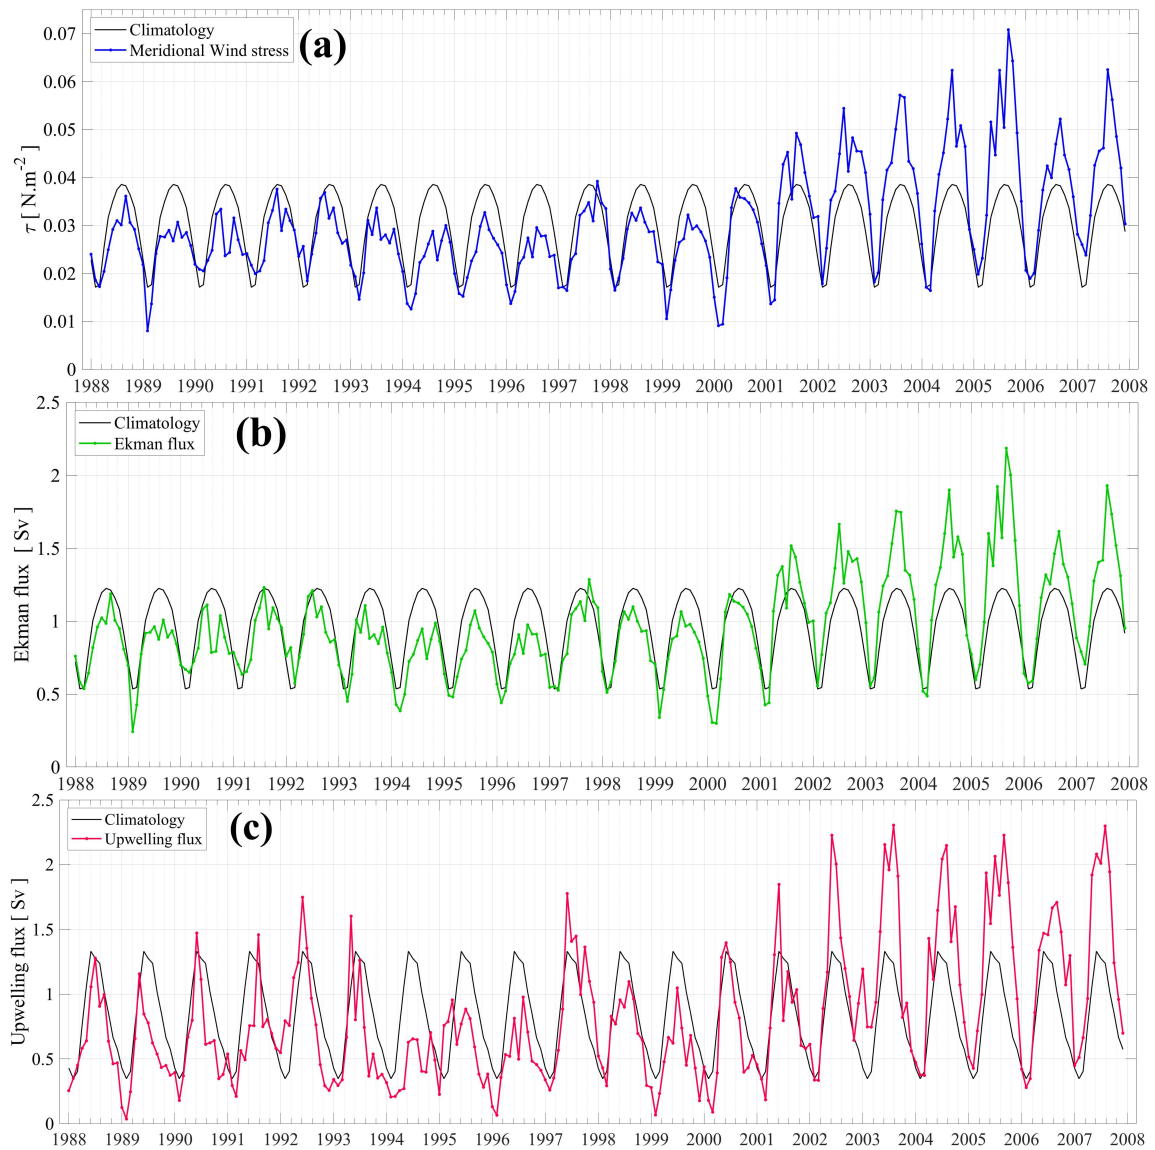 Climatology
Meridional Wind stress
(a)
τ [ N.m⁻² ]
0.07
0.06
0.05
0.04
0.03
0.02
0.01
0
1988 1989 1990 1991 1992 1993 1994 1995 1996 1997 1998 1999 2000 2001 2002 2003 2004 2005 2006 2007 2008
Climatology
Ekman flux
(b)
Ekman flux [ Sv ]
2.5
2
1.5
1
0.5
0
1988 1989 1990 1991 1992 1993 1994 1995 1996 1997 1998 1999 2000 2001 2002 2003 2004 2005 2006 2007 2008
Climatology
Upwelling flux
(c)
Upwelling flux [ Sv ]
2.5
2
1.5
1
0.5
0
1988 1989 1990 1991 1992 1993 1994 1995 1996 1997 1998 1999 2000 2001 2002 2003 2004 2005 2006 2007 2008